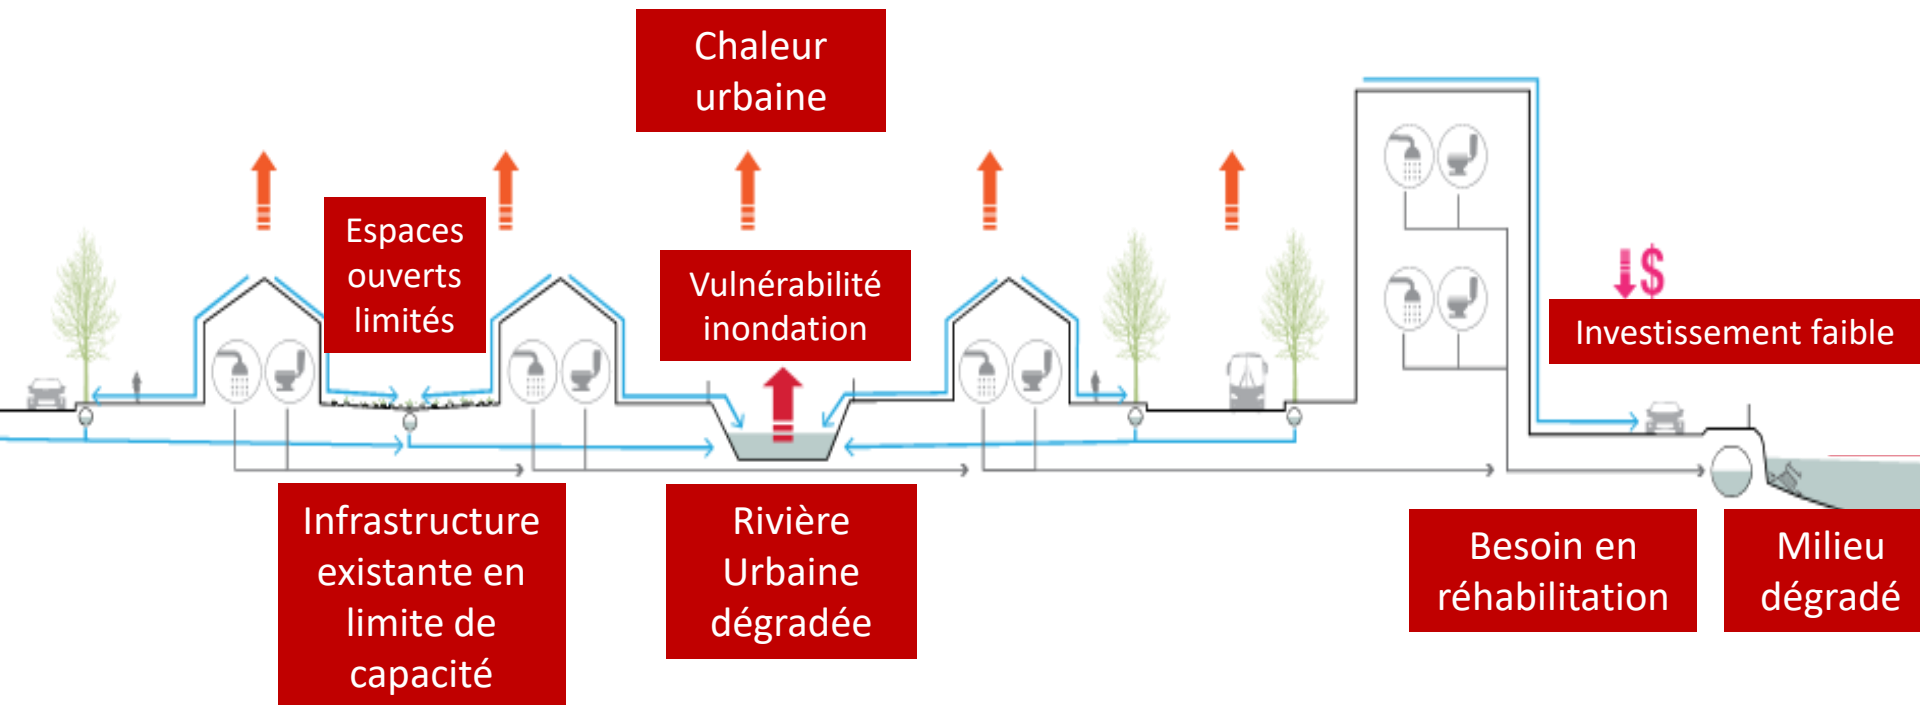 Chaleur
urbaine
Espaces
ouverts
limités
Vulnérabilité
inondation
$
Investissement faible
Infrastructure
existante en
limite de
capacité
Rivière
Urbaine
dégradée
Besoin en
réhabilitation
Milieu
dégradé